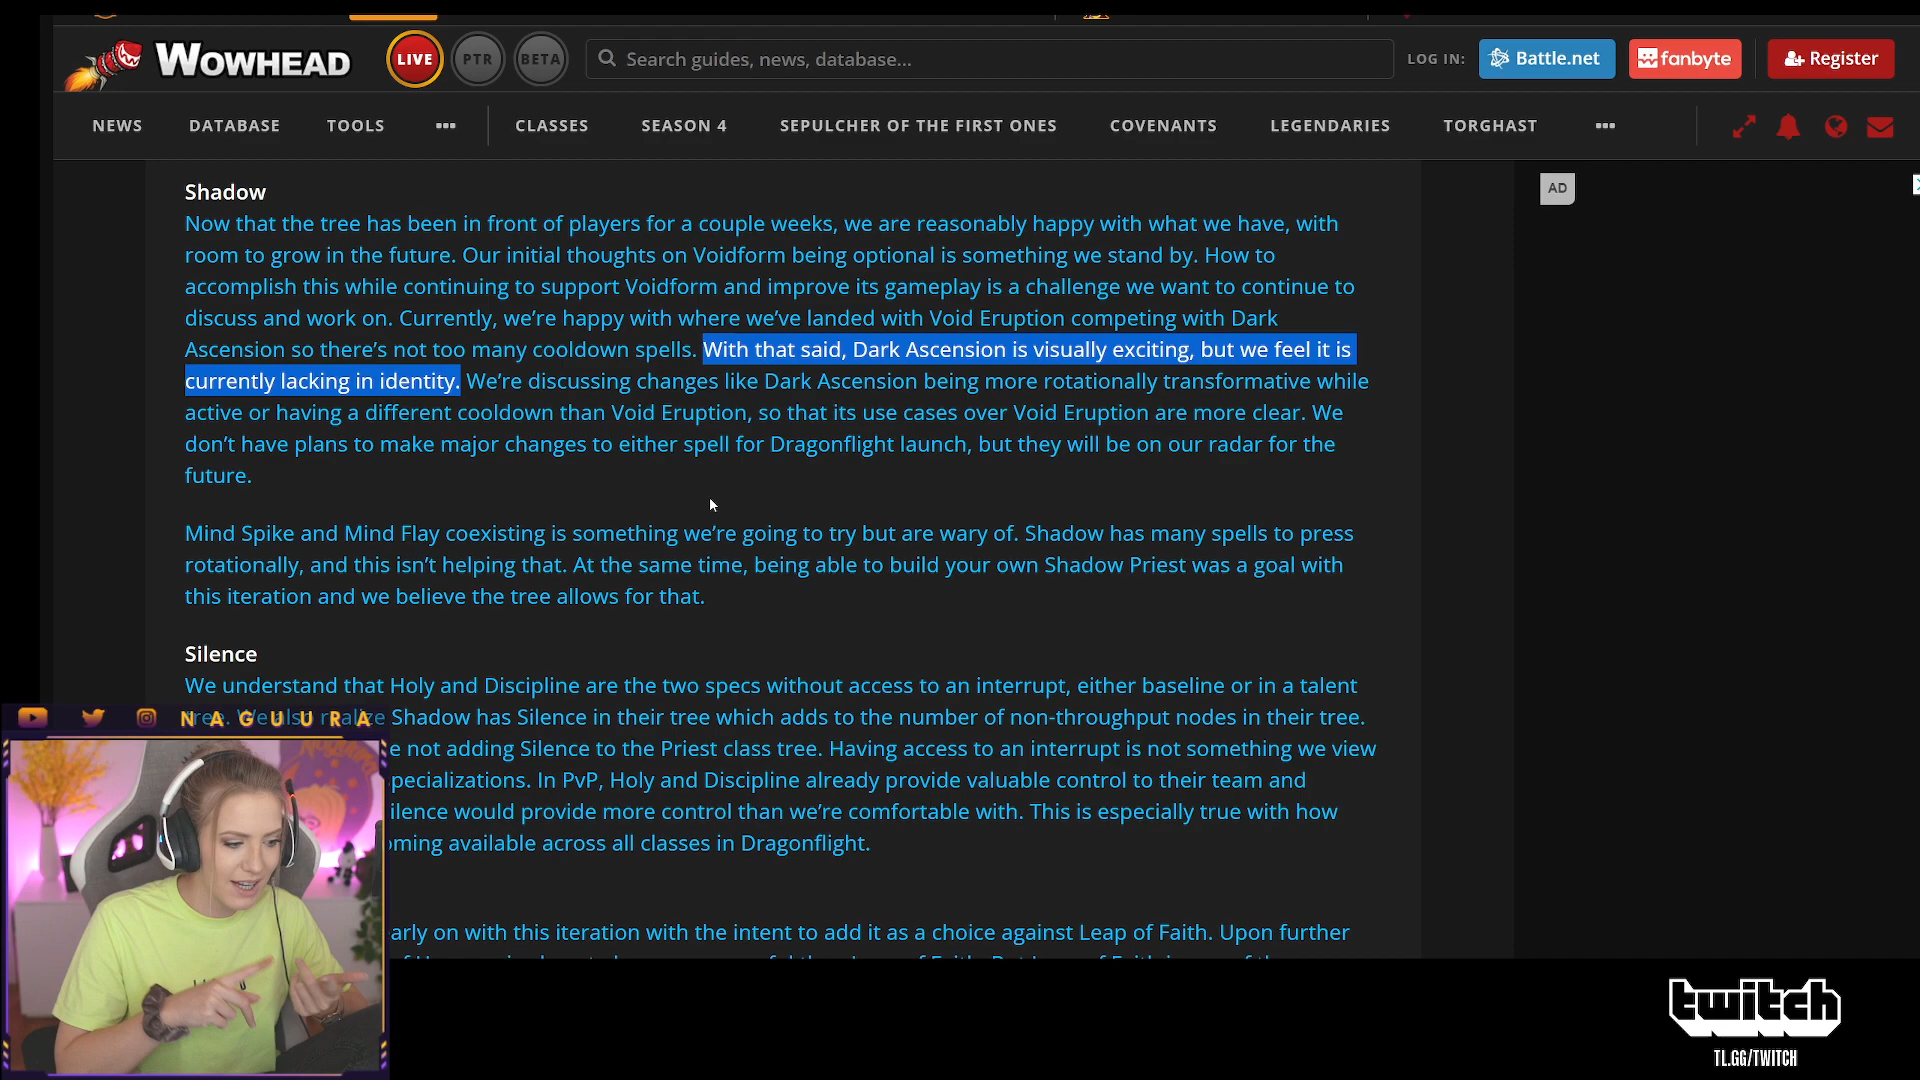 WOWHEAD
LIVE
PTR
BETA
Search guides, news, database...
LOG IN:
Battle.net
fanbyte
Register
NEWS
DATABASE
TOOLS
•••
CLASSES
SEASON 4
SEPULCHER OF THE FIRST ONES
COVENANTS
LEGENDARIES
TORGHAST
•••
AD
Shadow
Now that the tree has been in front of players for a couple weeks, we are reasonably happy with what we have, with
room to grow in the future. Our initial thoughts on Voidform being optional is something we stand by. How to
accomplish this while continuing to support Voidform and improve its gameplay is a challenge we want to continue to
discuss and work on. Currently, we're happy with where we've landed with Void Eruption competing with Dark
Ascension so there's not too many cooldown spells. With that said, Dark Ascension is visually exciting, but we feel it is
currently lacking in identity. We're discussing changes like Dark Ascension being more rotationally transformative while
active or having a different cooldown than Void Eruption, so that its use cases over Void Eruption are more clear. We
don't have plans to make major changes to either spell for Dragonflight launch, but they will be on our radar for the
future.
Mind Spike and Mind Flay coexisting is something we're going to try but are wary of. Shadow has many spells to press
rotationally, and this isn't helping that. At the same time, being able to build your own Shadow Priest was a goal with
this iteration and we believe the tree allows for that.
Silence
We understand that Holy and Discipline are the two specs without access to an interrupt, either baseline or in a talent
tree. We also realize Shadow has Silence in their tree which adds to the number of non-throughput nodes in their tree.
NAGUURA
e not adding Silence to the Priest class tree. Having access to an interrupt is not something we view
pecializations. In PvP, Holy and Discipline already provide valuable control to their team and
ilence would provide more control than we're comfortable with. This is especially true with how
oming available across all classes in Dragonflight.
arly on with this iteration with the intent to add it as a choice against Leap of Faith. Upon further
twitch
TL.GG/TWITCH